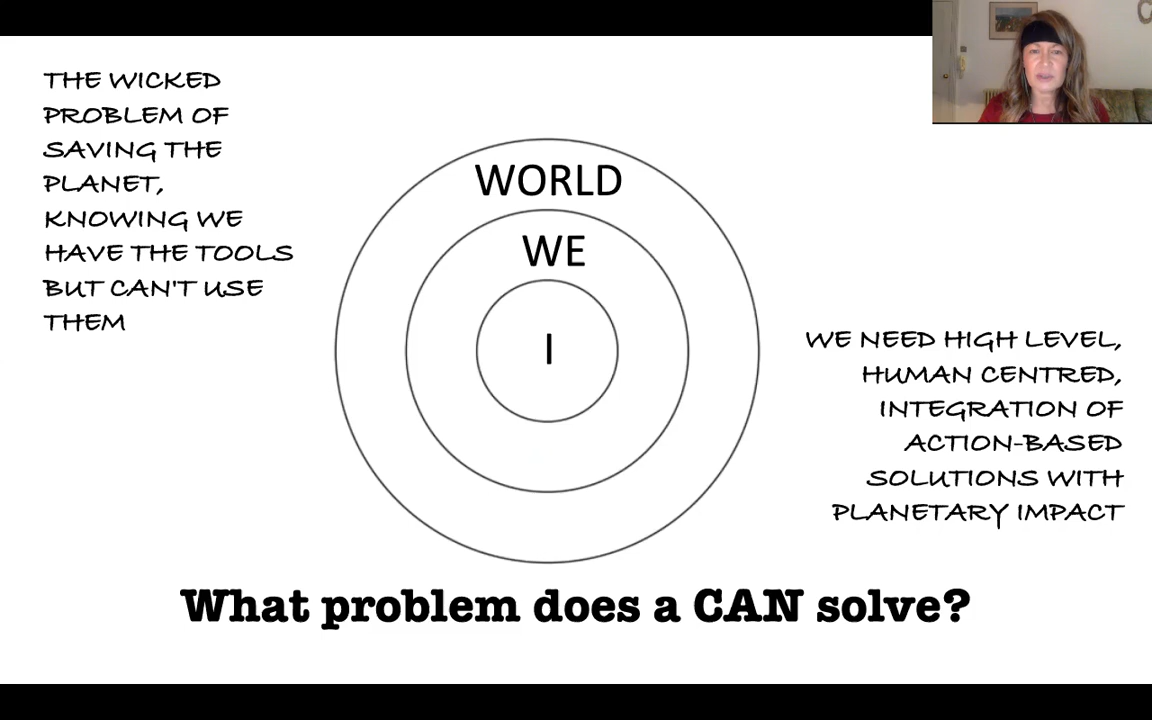 THE WICKED
PROBLEM OF
SAVING THE
PLANET,
KNOWING WE
HAVE THE TOOLS
BUT CAN'T USE
THEM
WORLD
WE
I
WE NEED HIGH LEVEL,
HUMAN CENTRED,
INTEGRATION OF
ACTION-BASED
SOLUTIONS WITH
PLANETARY IMPACT
What problem does a CAN solve?